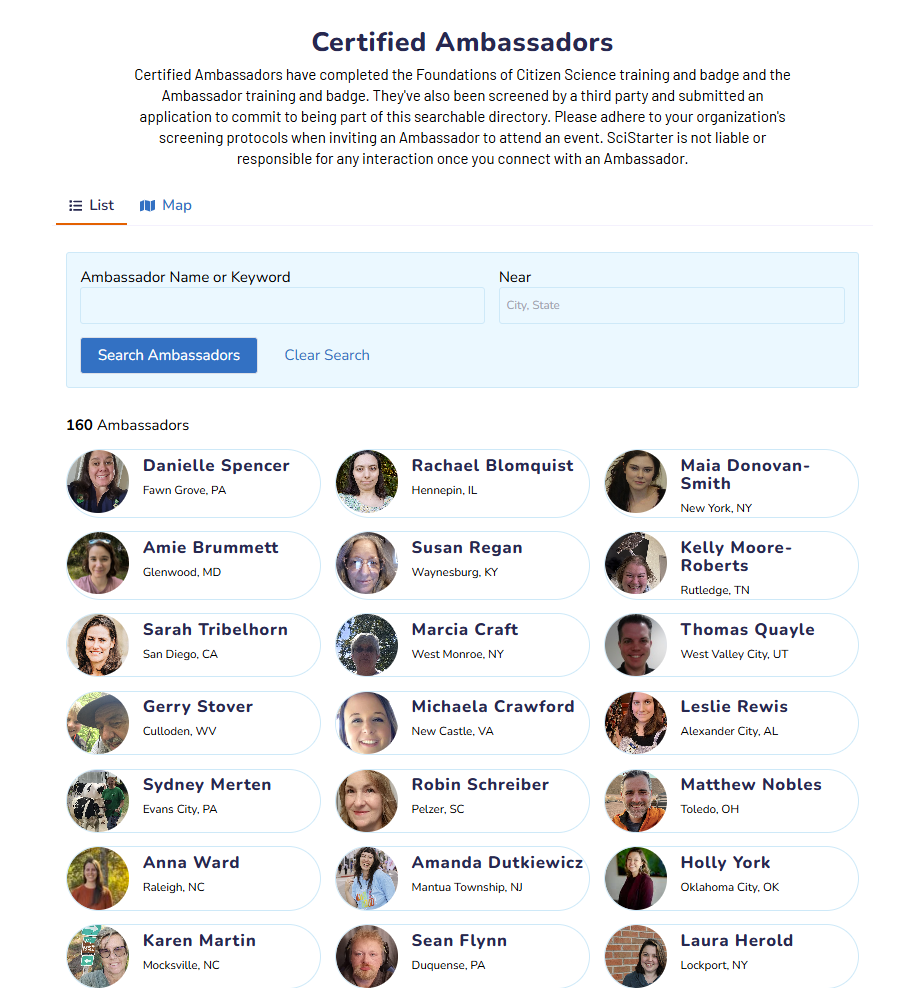 Certified Ambassadors
Certified Ambassadors have completed the Foundations of Citizen Science training and badge and the
Ambassador training and badge. They've also been screened by a third party and submitted an
application to commit to being part of this searchable directory. Please adhere to your organization's
screening protocols when inviting an Ambassador to attend an event. SciStarter is not liable or
responsible for any interaction once you connect with an Ambassador.
List
Map
Ambassador Name or Keyword
Near
City, State
Search Ambassadors
Clear Search
160 Ambassadors
Danielle Spencer
Fawn Grove, PA
Rachael Blomquist
Hennepin, IL
Maia Donovan-
Smith
New York, NY
Amie Brummett
Glenwood, MD
Susan Regan
Waynesburg, KY
Kelly Moore-
Roberts
Rutledge, TN
Sarah Tribelhorn
San Diego, CA
Marcia Craft
West Monroe, NY
Thomas Quayle
West Valley City, UT
Gerry Stover
Culloden, WV
Michaela Crawford
New Castle, VA
Leslie Rewis
Alexander City, AL
Sydney Merten
Evans City, PA
Robin Schreiber
Pelzer, SC
Matthew Nobles
Toledo, OH
Anna Ward
Raleigh, NC
Amanda Dutkiewicz
Mantua Township, NJ
Holly York
Oklahoma City, OK
Karen Martin
Mocksville, NC
Sean Flynn
Duquense, PA
Laura Herold
Lockport, NY